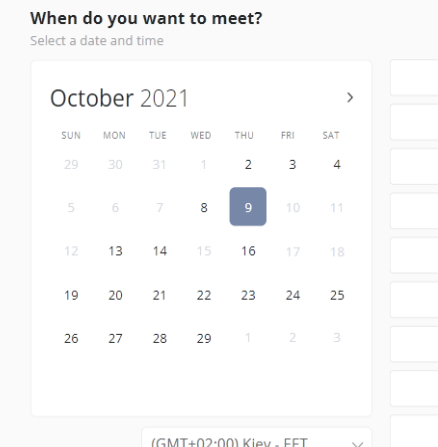 When do you want to meet?
Select a date and time
October 2021
SUN MON TUE WED THU FRI SAT
29 30 31 1 2 3 4
5 6 7 8 9 10 11
12 13 14 15 16 17 18
19 20 21 22 23 24 25
26 27 28 29 1 2 3
(GMT+02:00) Kiev - EET